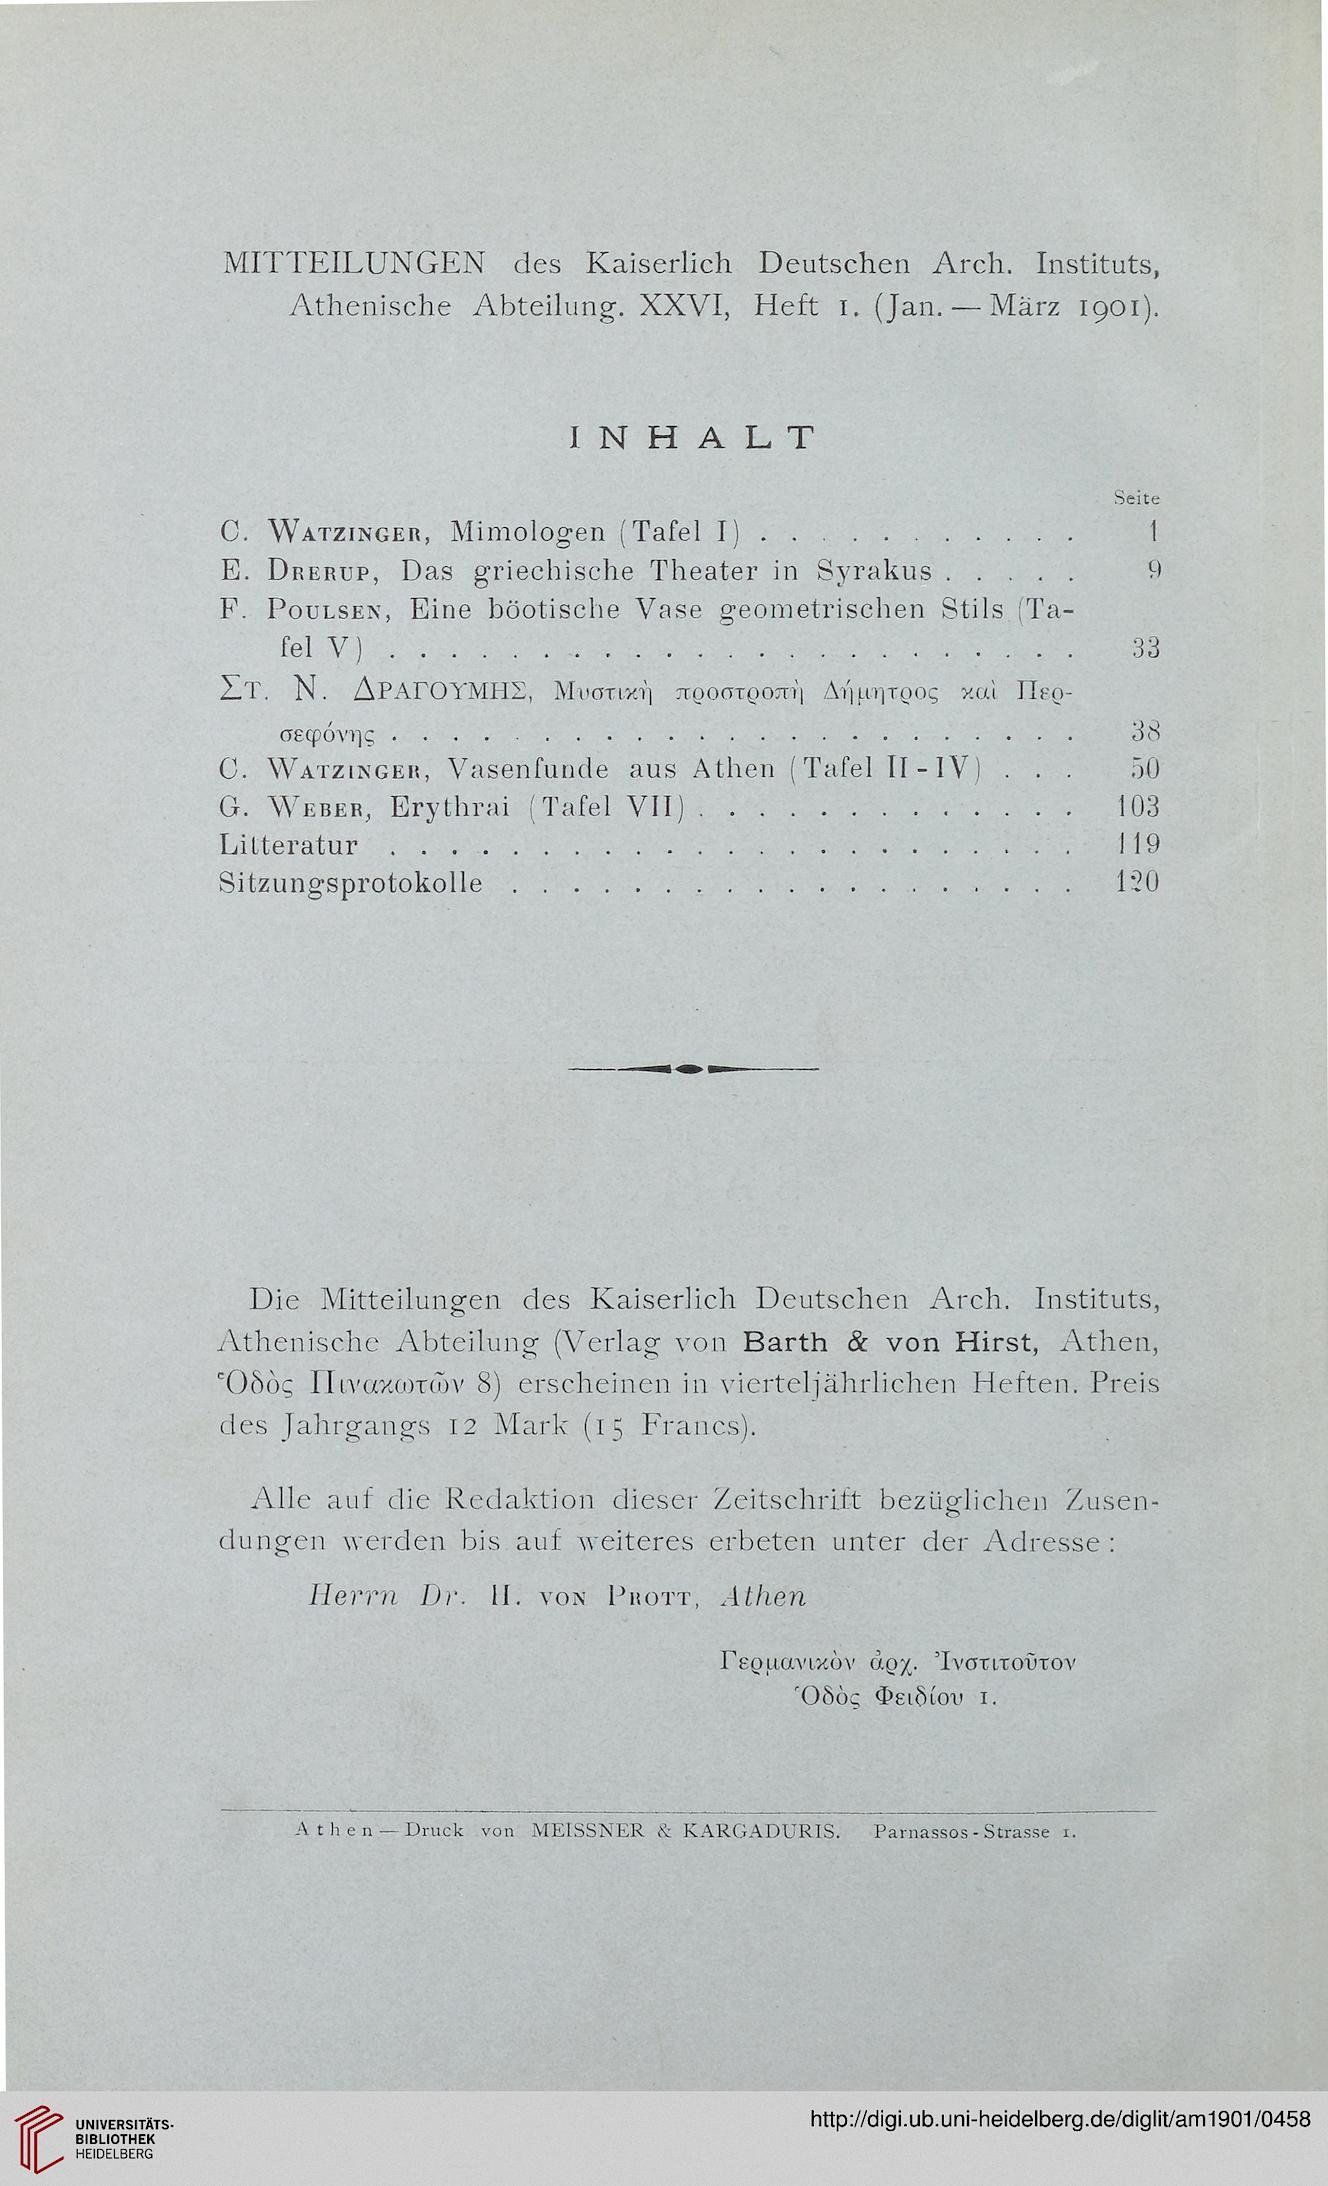 MITTEILUNGEN des Kaiserlich Deutschen Arch. Instituts,
Athenische Abteilung. XXVI, Heft 1. (Jan. — März 1901).
INHALT
Seite
C. WATZINGER, Mimologen (Tafel I) . . . . . . . . . . . 1
E. DRERUP, Das griechische Theater in Syrakus . . . . . 9
F. POULSEN, Eine böotische Vase geometrischen Stils (Ta-
fel V) . . . . . . . . . . . . . . . . . . . . . . . 33
ΣΤ. Ν. ΔΡΑΓΟΥΜΗΣ, Μυστικὴ προστροπὴ Δήμητρος καὶ Περ-
σεφόνης . . . . . . . . . . . . . . . . . . . . . . . 38
C. WATZINGER, Vasenfunde aus Athen (Tafel II-IV) . . . 50
G. WEBER, Erythrai (Tafel VII) . . . . . . . . . . . . . 103
Litteratur . . . . . . . . . . . . . . . . . . . . . . . 119
Sitzungsprotokolle . . . . . . . . . . . . . . . . . . . 120
Die Mitteilungen des Kaiserlich Deutschen Arch. Instituts,
Athenische Abteilung (Verlag von Barth & von Hirst, Athen,
Ὁδὸς Πινακωτῶν 8) erscheinen in vierteljährlichen Heften. Preis
des Jahrgangs 12 Mark (15 Francs).
Alle auf die Redaktion dieser Zeitschrift bezüglichen Zusen-
dungen werden bis auf weiteres erbeten unter der Adresse :
Herrn Dr. H. VON PROTT, Athen
Γερμανικὸν ἀρχ. Ἰνστιτοῦτον
Ὁδὸς Φειδίου 1.
Athen — Druck von MEISSNER & KARGADURIS. Parnassos-Strasse 1.
UNIVERSITÄTS-
BIBLIOTHEK
HEIDELBERG
http://digi.ub.uni-heidelberg.de/diglit/am1901/0458